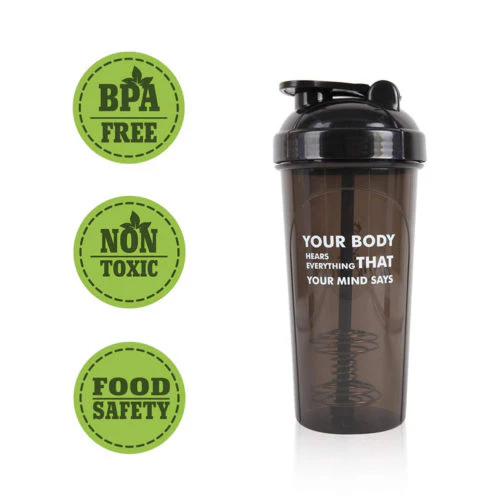 BPA
FREE
NON
TOXIC
FOOD
SAFETY
YOUR BODY
HEARS
EVERYTHING THAT
YOUR MIND SAYS